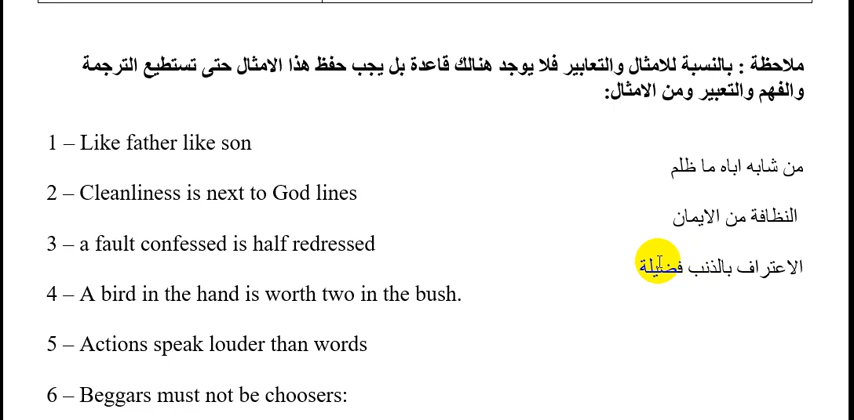 ملاحظة : بالنسبة للامثال والتعابير فلا يوجد هنالك قاعدة بل يجب حفظ هذا الامثال حتى تستطيع الترجمة
والفهم والتعبير ومن الامثال:
1 – Like father like son
من شابه اباه ما ظلم
2 – Cleanliness is next to God lines
النظافة من الايمان
3 – a fault confessed is half redressed
الاعتراف بالذنب فضيلة
4 – A bird in the hand is worth two in the bush.
5 – Actions speak louder than words
6 – Beggars must not be choosers: